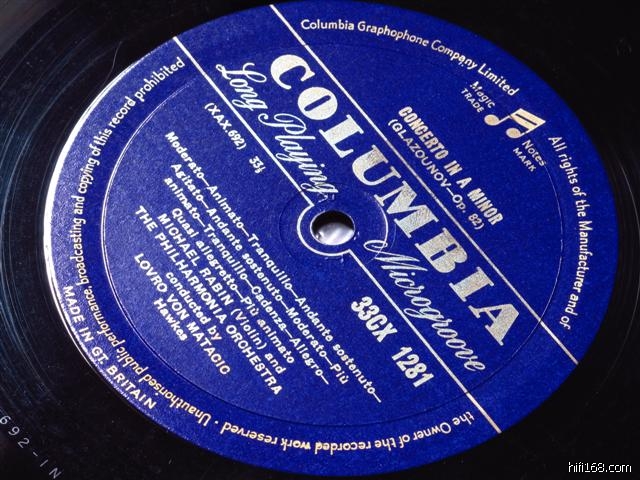 Columbia Graphophone Company Limited
Magic
TRADE
Notes
MARK
All rights of the Manufacturer and of
the Owner of the recorded work reserved · Unauthorised public performance, broadcasting and copying of this record prohibited
MADE IN GT. BRITAIN
CONCERTO IN A MINOR
(GLAZOUNOV—Op. 82)
COLUMBIA
Long Playing
Microgroove
(XAX.692) 33⅓
33CX 1281
Moderato—Animato—Tranquillo—Andante sostenuto—
Agitato—Andante sostenuto—Moderato—Più
animato—Tranquillo—Cadenza—Allegro—
Quasi allegretto—Più animato
MICHAEL RABIN (Violin) and
THE PHILHARMONIA ORCHESTRA
conducted by
LOVRO VON MATACIC
Hawkes
692-1N
hifi168.com